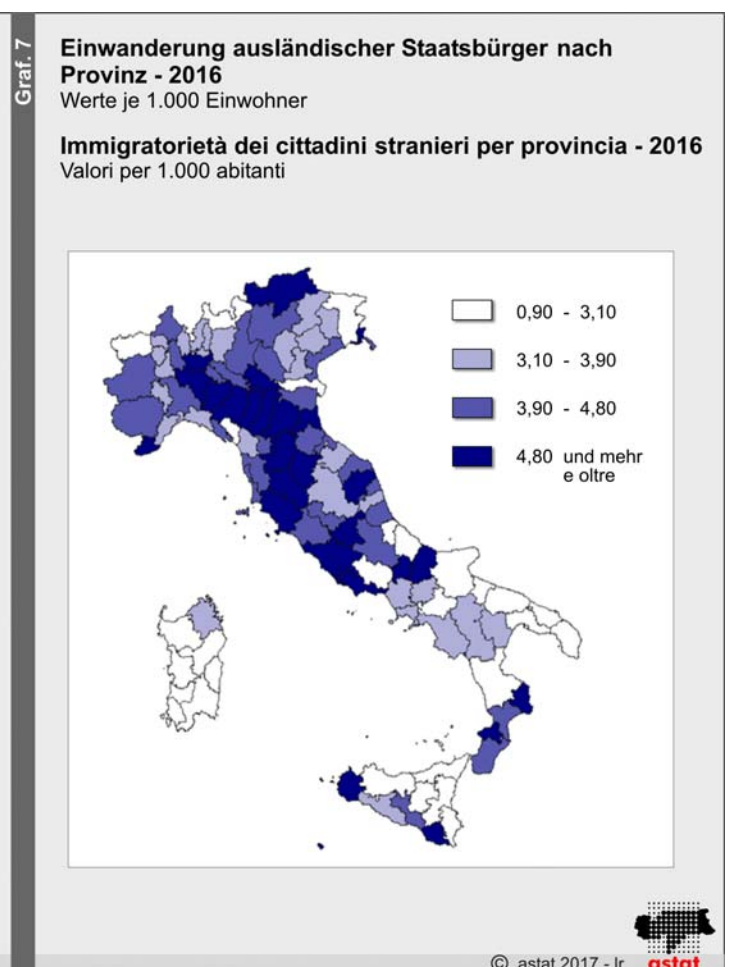 Graf. 7
Einwanderung ausländischer Staatsbürger nach
Provinz - 2016
Werte je 1.000 Einwohner
Immigratorietà dei cittadini stranieri per provincia - 2016
Valori per 1.000 abitanti
0,90 - 3,10
3,10 - 3,90
3,90 - 4,80
4,80 und mehr
e oltre
© astat 2017 - lr
astat